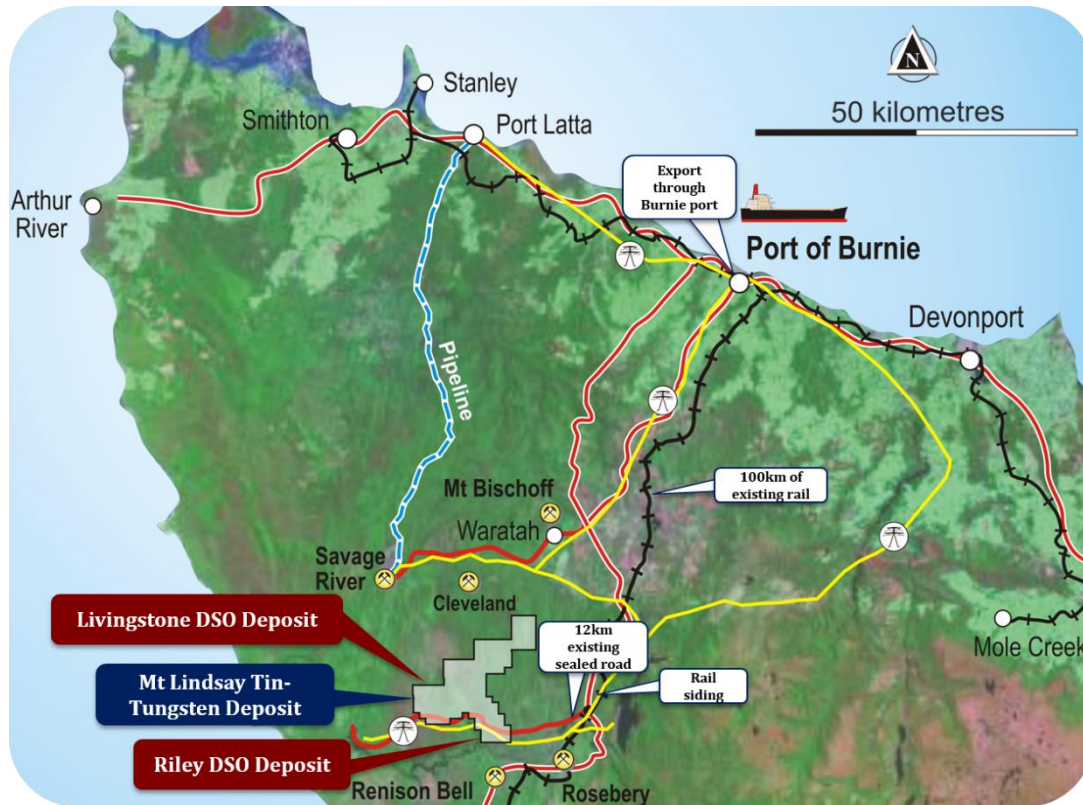 Stanley
N
50 kilometres
Smithton
Port Latta
Export
through
Burnie port
Arthur
River
Port of Burnie
Devonport
Pipeline
100km of
existing rail
Mt Bischoff
Waratah
Savage
River
Cleveland
Livingstone DSO Deposit
12km
existing
sealed road
Mole Creek
Mt Lindsay Tin-
Tungsten Deposit
Rail
siding
Riley DSO Deposit
Renison Bell
Rosebery